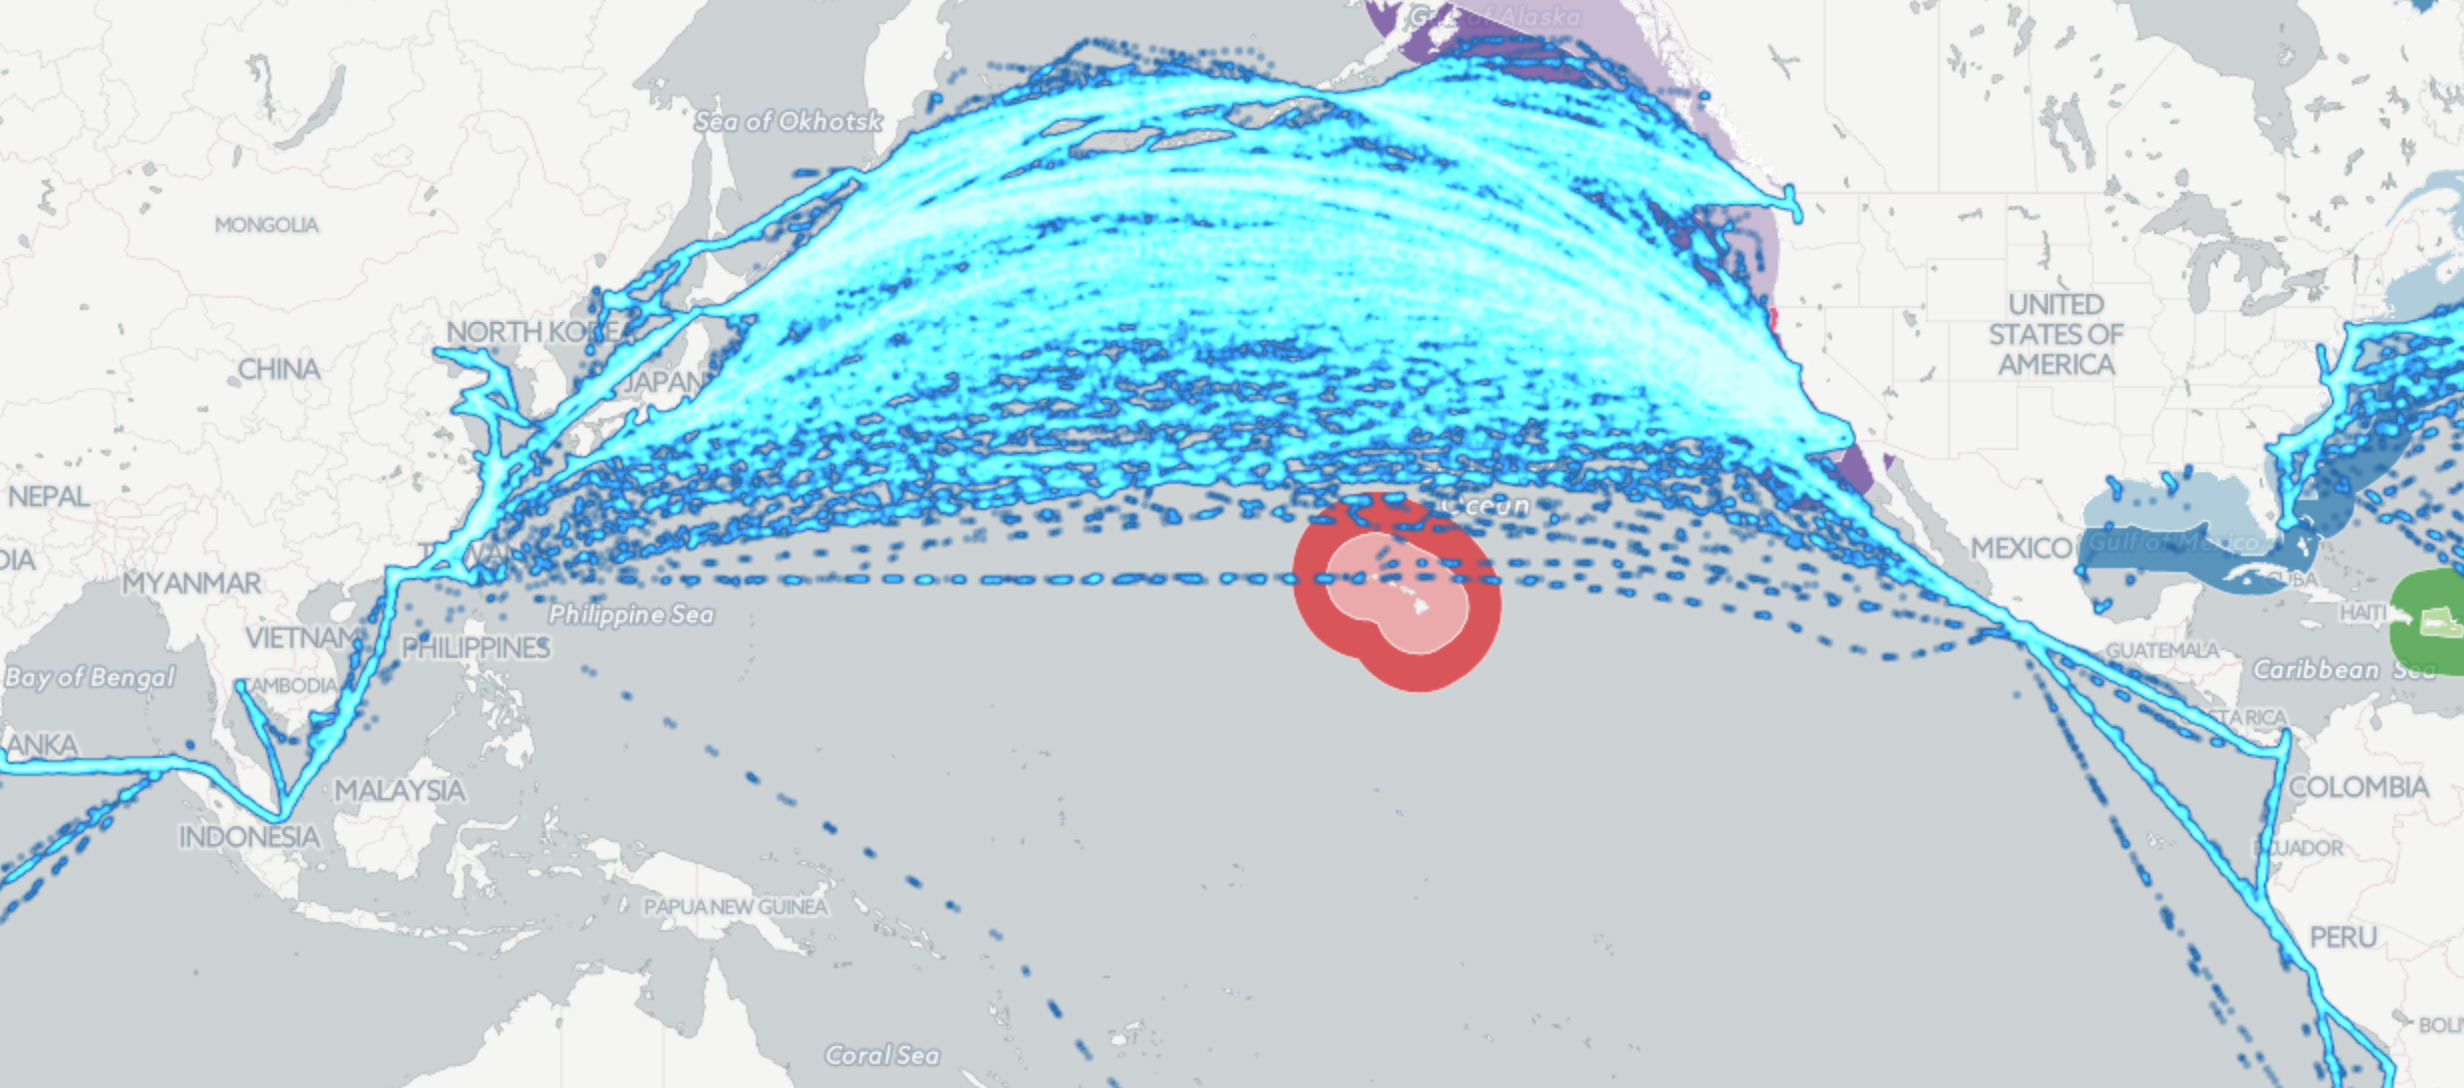 Gulf of Alaska
Sea of Okhotsk
MONGOLIA
UNITED
STATES OF
AMERICA
NORTH KOREA
CHINA
JAPAN
NEPAL
Ocean
MEXICO
Gulf of Mexico
TAIWAN
DIA
MYANMAR
CUBA
HAITI
Philippine Sea
VIETNAM
PHILIPPINES
GUATEMALA
Bay of Bengal
CAMBODIA
Caribbean Sea
STA RICA
ANKA
MALAYSIA
COLOMBIA
INDONESIA
ECUADOR
PAPUA NEW GUINEA
PERU
BOLI
Coral Sea